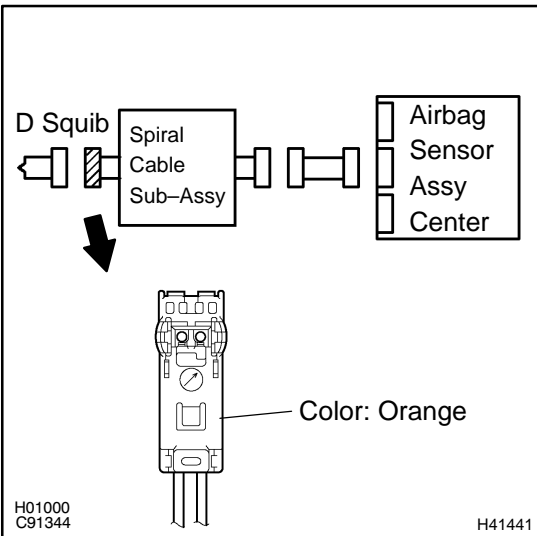 D Squib
Spiral
Cable
Sub–Assy
Airbag
Sensor
Assy
Center
Color: Orange
H01000
C91344
H41441